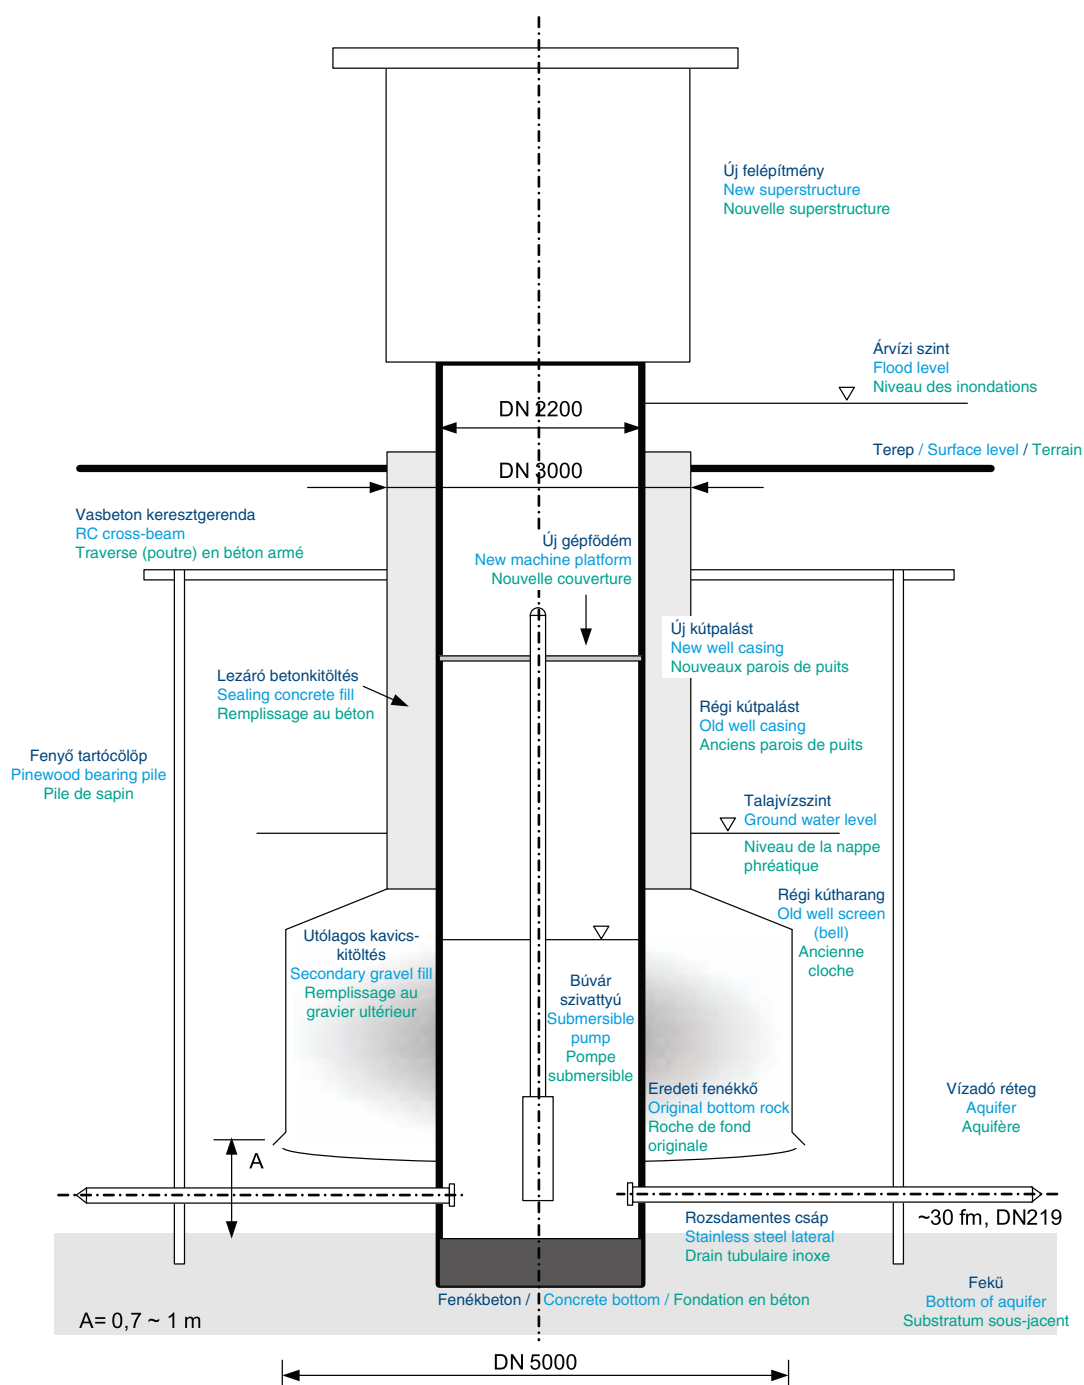 Új felépítmény
New superstructure
Nouvelle superstructure
Árvízi szint
Flood level
Niveau des inondations
DN 2200
Terep / Surface level / Terrain
DN 3000
Vasbeton keresztgerenda
RC cross-beam
Traverse (poutre) en béton armé
Új gépfödém
New machine platform
Nouvelle couverture
Új kútpalást
New well casing
Nouveaux parois de puits
Lezáró betonkitöltés
Sealing concrete fill
Remplissage au béton
Régi kútpalást
Old well casing
Anciens parois de puits
Fenyő tartócölöp
Pinewood bearing pile
Pile de sapin
Talajvízszint
Ground water level
Niveau de la nappe
phréatique
Régi kútharang
Old well screen
(bell)
Ancienne
cloche
Utólagos kavics-
kitöltés
Secondary gravel fill
Remplissage au
gravier ultérieur
Búvár
szivattyú
Submersible
pump
Pompe
submersible
Eredeti fenékkő
Original bottom rock
Roche de fond
originale
Vízadó réteg
Aquifer
Aquifère
A
~30 fm, DN219
Rozsdamentes csáp
Stainless steel lateral
Drain tubulaire inoxe
Fekü
Bottom of aquifer
Substratum sous-jacent
Fenékbeton / Concrete bottom / Fondation en béton
A= 0,7 ~ 1 m
DN 5000